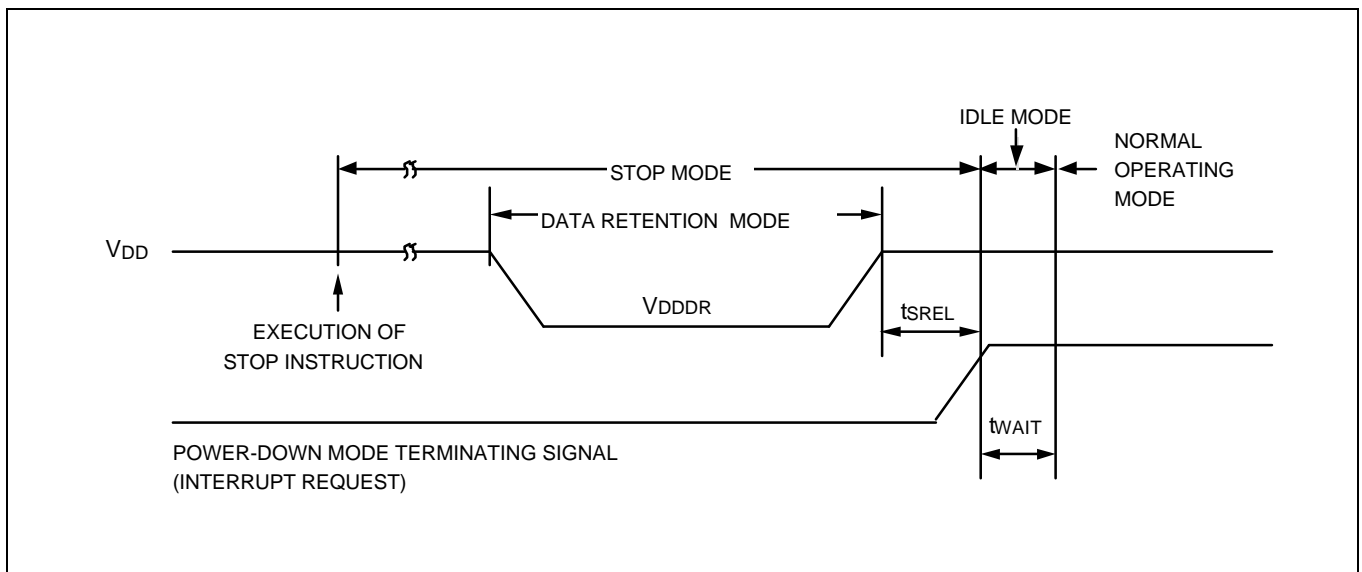 IDLE MODE
NORMAL
OPERATING
MODE
STOP MODE
DATA RETENTION MODE
VDD
VDDDR
tSREL
EXECUTION OF
STOP INSTRUCTION
tWAIT
POWER-DOWN MODE TERMINATING SIGNAL
(INTERRUPT REQUEST)